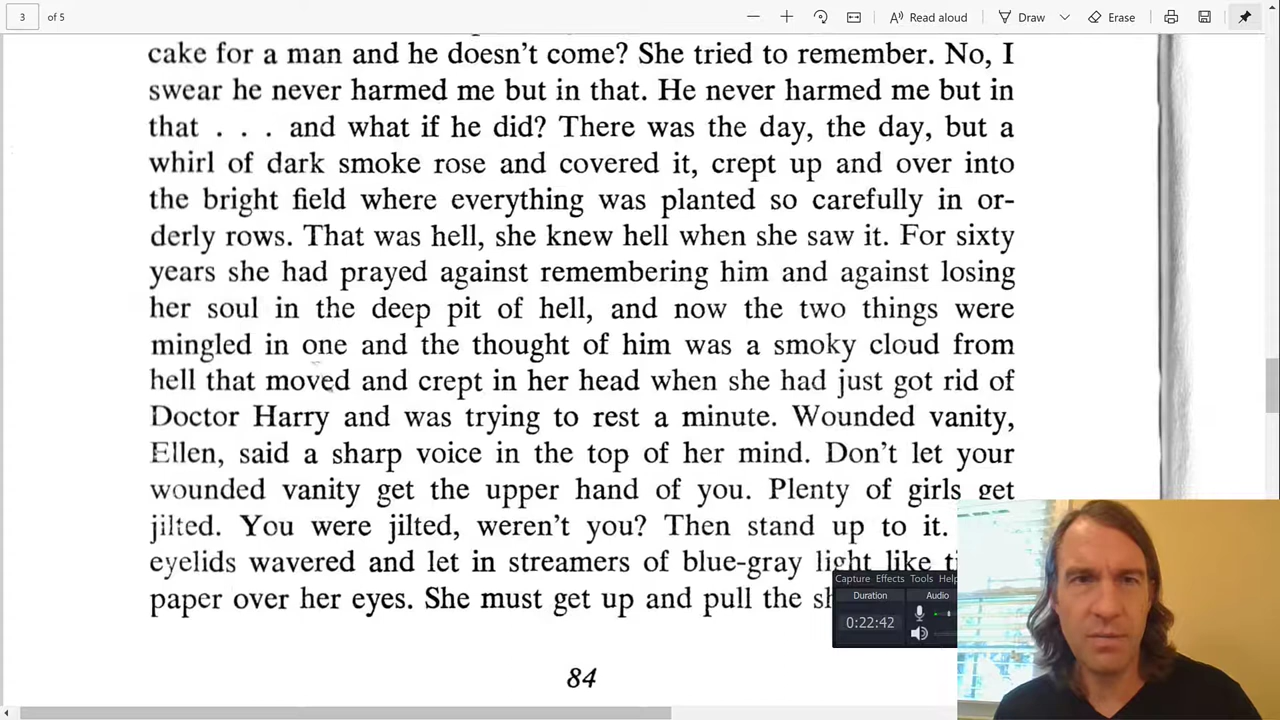 3 of 5 Read aloud Draw Erase
cake for a man and he doesn't come? She tried to remember. No, I
swear he never harmed me but in that. He never harmed me but in
that . . . and what if he did? There was the day, the day, but a
whirl of dark smoke rose and covered it, crept up and over into
the bright field where everything was planted so carefully in or-
derly rows. That was hell, she knew hell when she saw it. For sixty
years she had prayed against remembering him and against losing
her soul in the deep pit of hell, and now the two things were
mingled in one and the thought of him was a smoky cloud from
hell that moved and crept in her head when she had just got rid of
Doctor Harry and was trying to rest a minute. Wounded vanity,
Ellen, said a sharp voice in the top of her mind. Don't let your
wounded vanity get the upper hand of you. Plenty of girls get
jilted. You were jilted, weren't you? Then stand up to it.
eyelids wavered and let in streamers of blue-gray light like
paper over her eyes. She must get up and pull the
Capture Effects Tools Help
Duration Audio
0:22:42
84